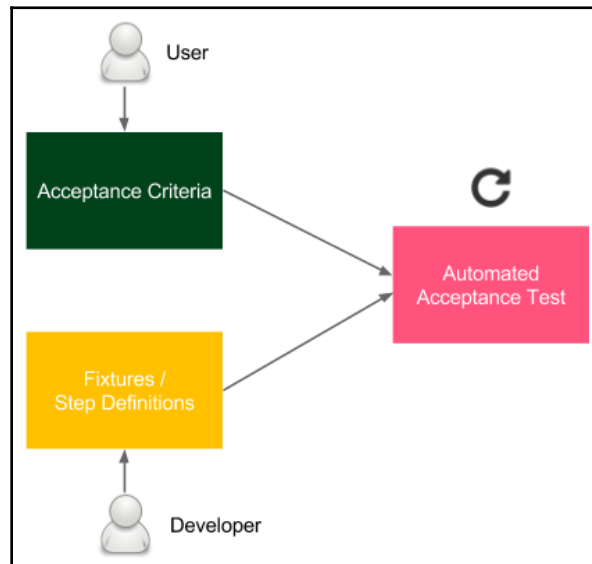 User
Acceptance Criteria
Automated
Acceptance Test
Fixtures /
Step Definitions
Developer